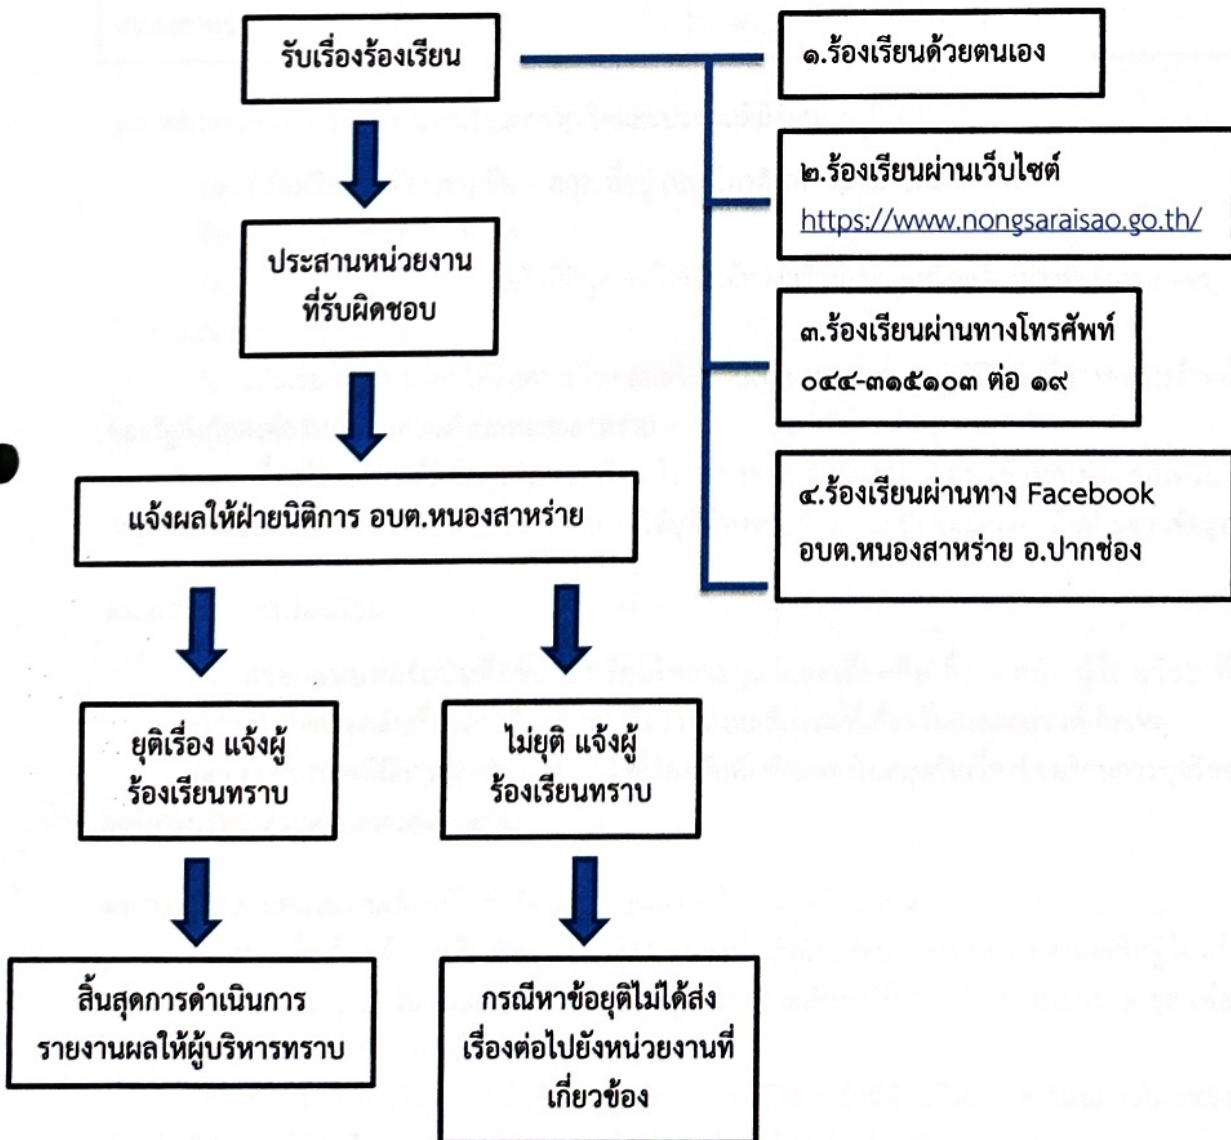 รับเรื่องร้องเรียน
๑.ร้องเรียนด้วยตนเอง
๒.ร้องเรียนผ่านเว็บไซต์
https://www.nongsaraisao.go.th/
ประสานหน่วยงาน
ที่รับผิดชอบ
๓.ร้องเรียนผ่านทางโทรศัพท์
๐๔๔-๓๑๕๑๐๓ ต่อ ๑๙
๔.ร้องเรียนผ่านทาง Facebook
อบต.หนองสาหร่าย อ.ปากช่อง
แจ้งผลให้ฝ่ายนิติการ อบต.หนองสาหร่าย
ยุติเรื่อง แจ้งผู้
ร้องเรียนทราบ
ไม่ยุติ แจ้งผู้
ร้องเรียนทราบ
สิ้นสุดการดำเนินการ
รายงานผลให้ผู้บริหารทราบ
กรณีหาข้อยุติไม่ได้ส่ง
เรื่องต่อไปยังหน่วยงานที่
เกี่ยวข้อง